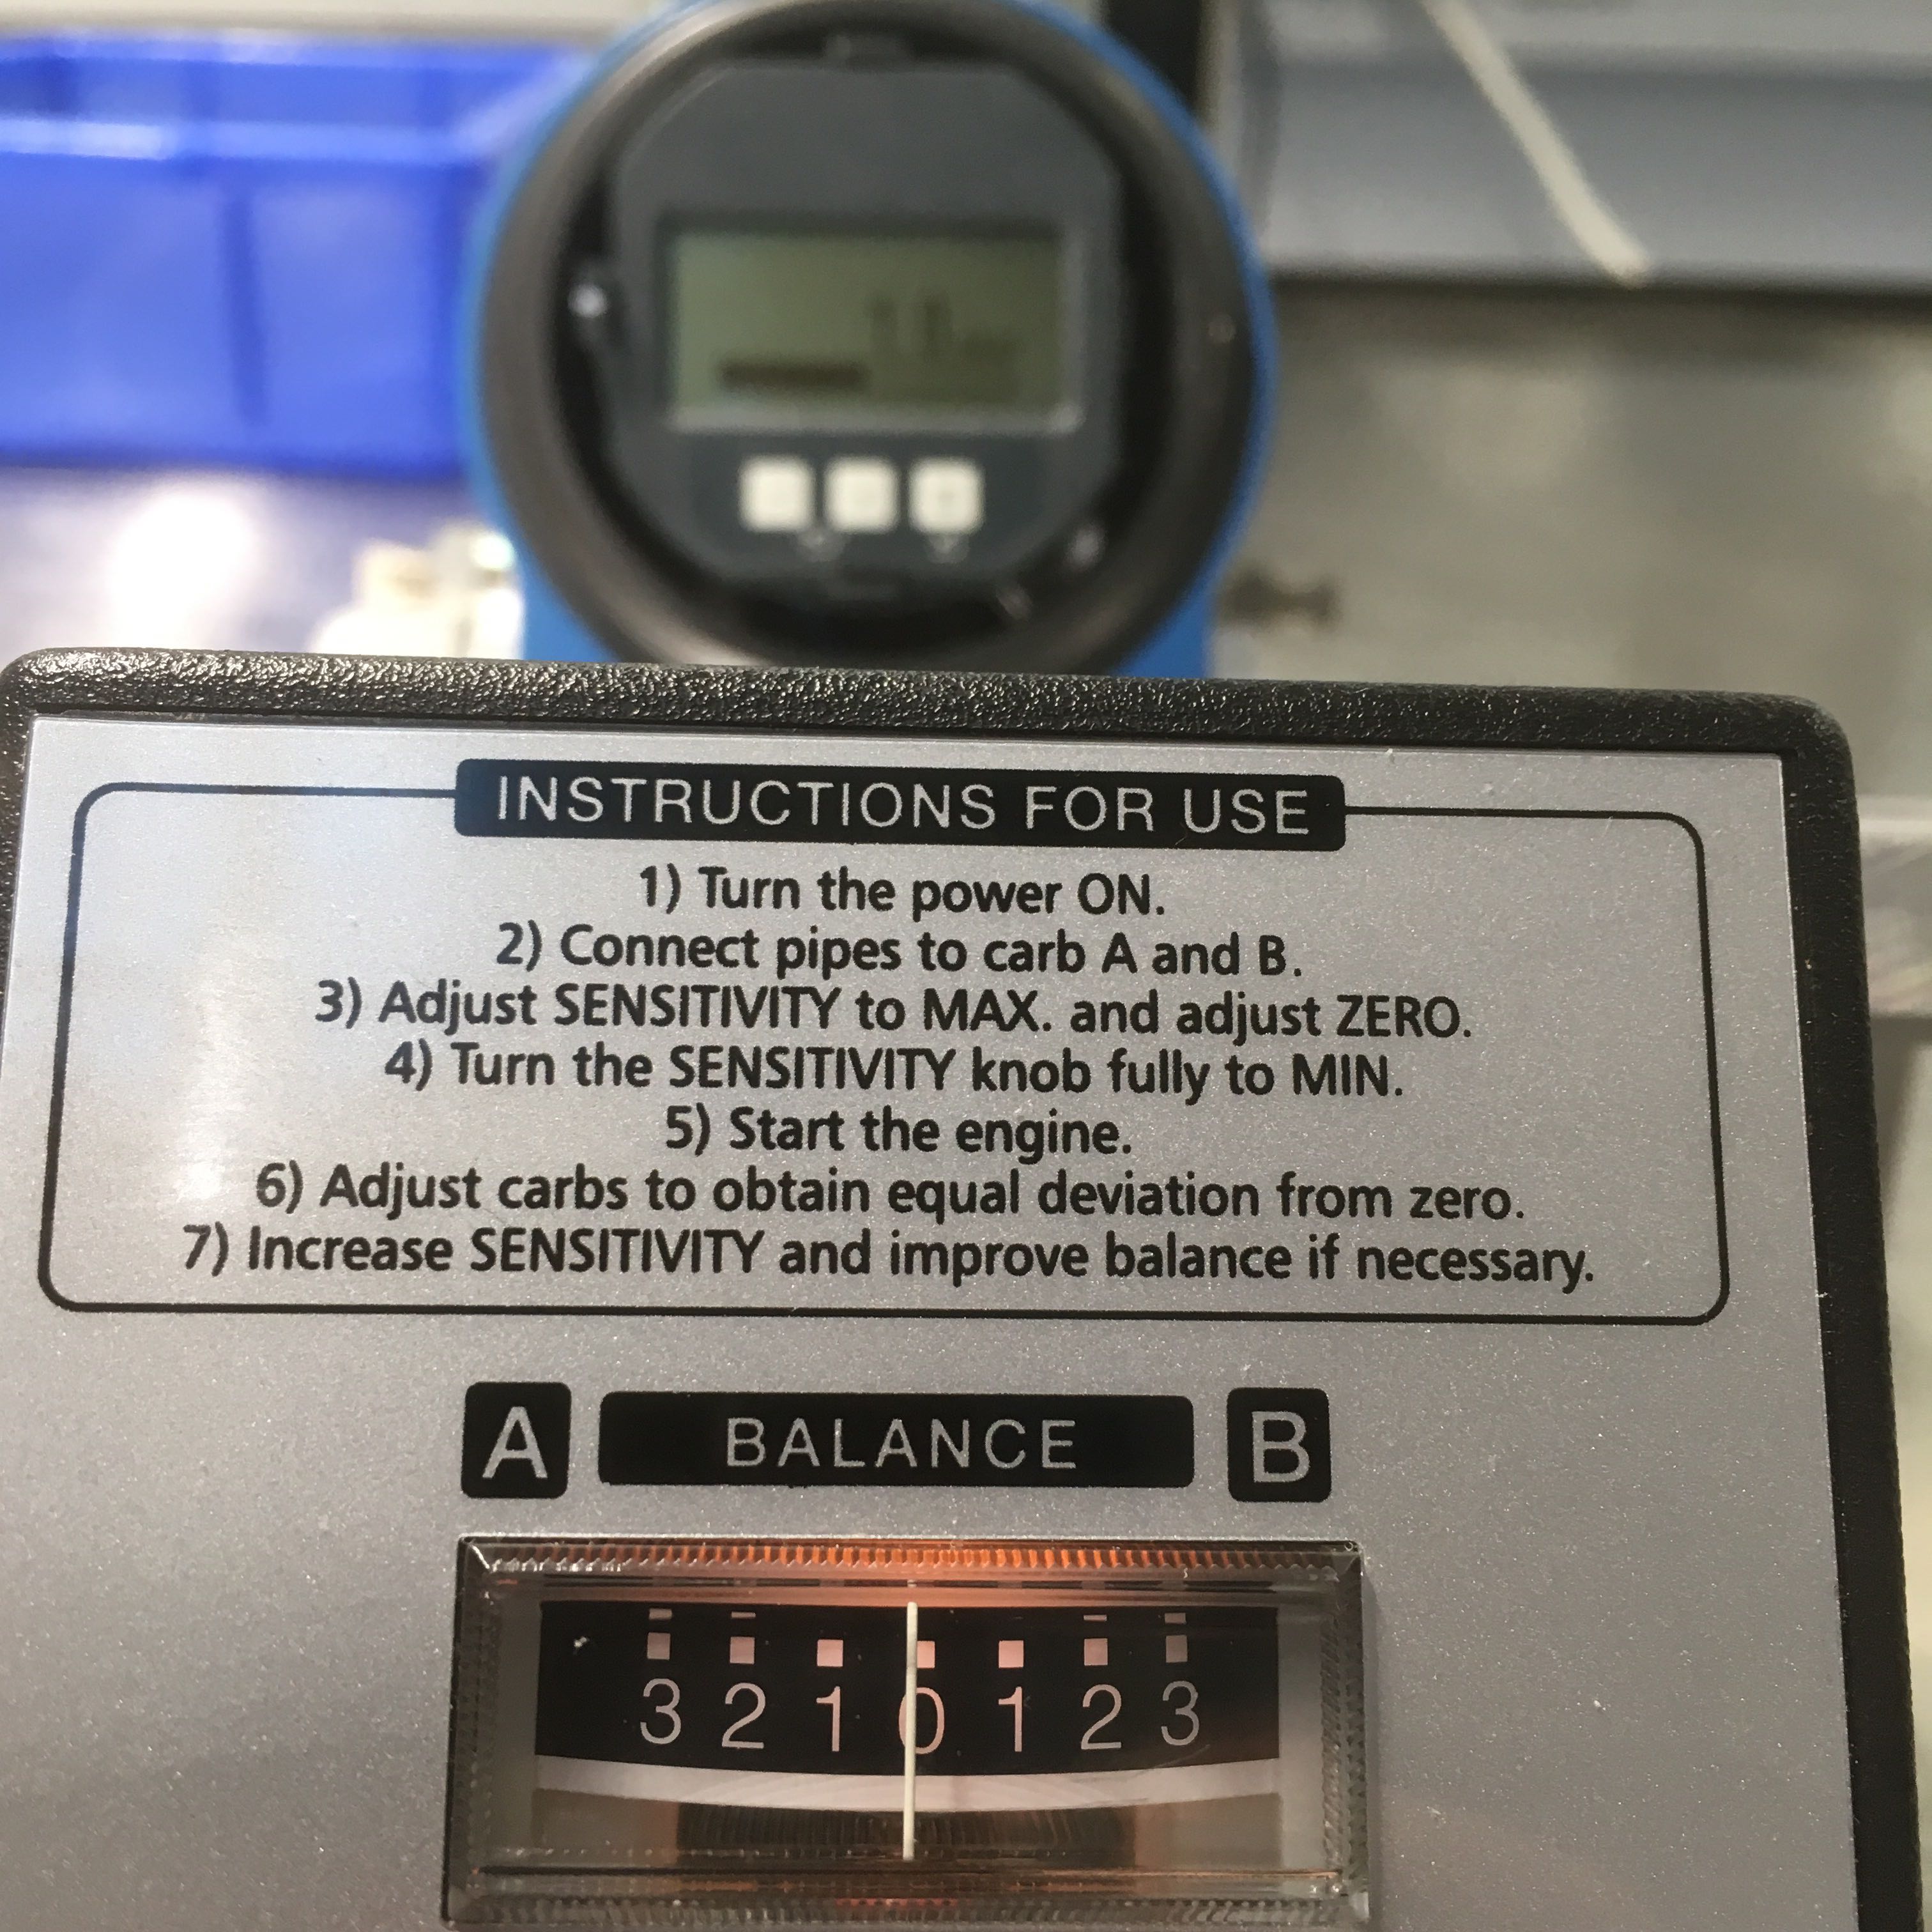 INSTRUCTIONS FOR USE
1) Turn the power ON.
2) Connect pipes to carb A and B.
3) Adjust SENSITIVITY to MAX. and adjust ZERO.
4) Turn the SENSITIVITY knob fully to MIN.
5) Start the engine.
6) Adjust carbs to obtain equal deviation from zero.
7) Increase SENSITIVITY and improve balance if necessary.
A BALANCE B
3 2 1 0 1 2 3